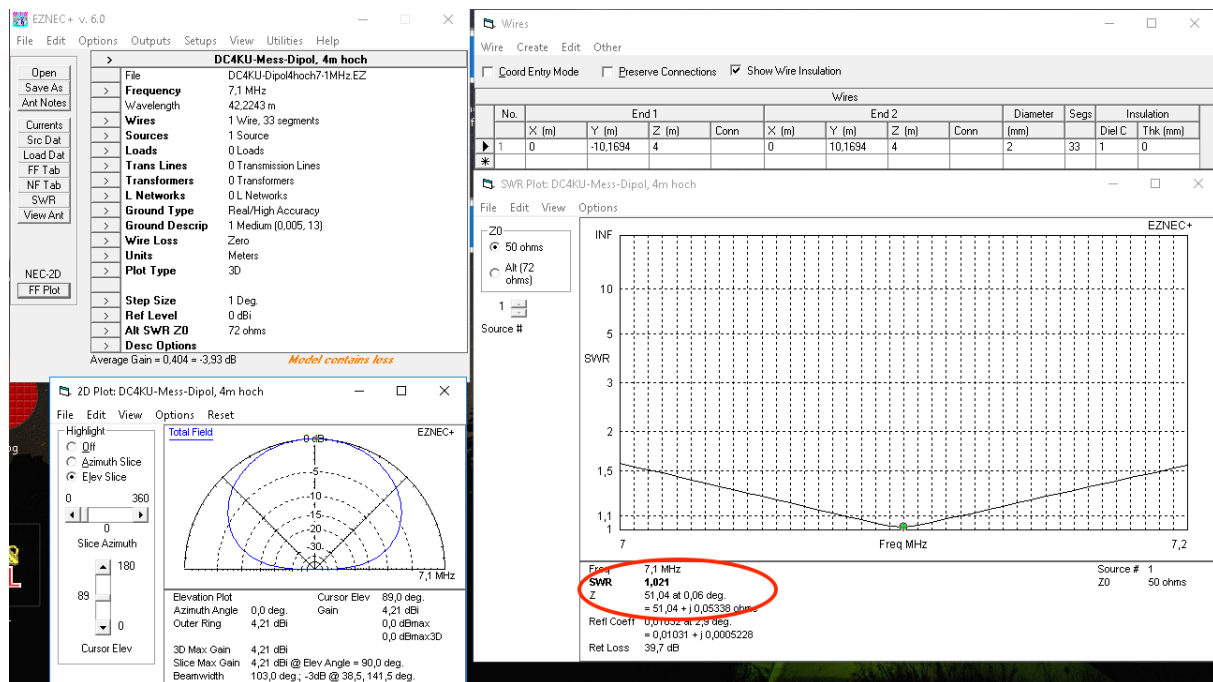 EZNEC+ v. 6.0
File Edit Options Outputs Setups View Utilities Help
Open
Save As
Ant Notes
Currents
Src Dat
Load Dat
FF Tab
NF Tab
SWR
View Ant
NEC-2D
FF Plot
> DC4KU-Mess-Dipol, 4m hoch
File DC4KU-Dipol4hoch7-1MHz.EZ
> Frequency 7,1 MHz
Wavelength 42,2243 m
> Wires 1 Wire, 33 segments
> Sources 1 Source
> Loads 0 Loads
> Trans Lines 0 Transmission Lines
> Transformers 0 Transformers
> L Networks 0 L Networks
> Ground Type Real/High Accuracy
> Ground Descrip 1 Medium (0,005, 13)
> Wire Loss Zero
> Units Meters
> Plot Type 3D
> Step Size 1 Deg.
> Ref Level 0 dBi
> Alt SWR Z0 72 ohms
> Desc Options
Average Gain = 0,404 = -3,93 dB Model contains loss
Wires
Wire Create Edit Other
Coord Entry Mode Preserve Connections Show Wire Insulation
Wires
No. End 1 End 2 Diameter Segs Insulation
X (m) Y (m) Z (m) Conn X (m) Y (m) Z (m) Conn (mm) Diel C Thk (mm)
1 0 -10,1694 4 0 10,1694 4 2 33 1 0
SWR Plot: DC4KU-Mess-Dipol, 4m hoch
File Edit View Options
Z0
50 ohms
Alt (72
ohms)
1
Source #
EZNEC+
INF
10
5
SWR
3
2
1,5
1,1
1
7 Freq MHz 7,2
Freq 7,1 MHz Source # 1
SWR 1,021 Z0 50 ohms
Z 51,04 at 0,06 deg.
= 51,04 + j 0,05338 ohms
Refl Coeff 0,01032 at 2,9 deg.
= 0,01031 + j 0,0005228
Ret Loss 39,7 dB
2D Plot: DC4KU-Mess-Dipol, 4m hoch
File Edit View Options Reset
Highlight
Off
Azimuth Slice
Elev Slice
0 360
0
Slice Azimuth
180
89
0
Cursor Elev
Total Field EZNEC+
0 dB
-5
-10
-15
-20
-30
7,1 MHz
Elevation Plot Cursor Elev 89,0 deg.
Azimuth Angle 0,0 deg. Gain 4,21 dBi
Outer Ring 4,21 dBi 0,0 dBmax
0,0 dBmax3D
3D Max Gain 4,21 dBi
Slice Max Gain 4,21 dBi @ Elev Angle = 90,0 deg.
Beamwidth 103,0 deg.; -3dB @ 38,5, 141,5 deg.